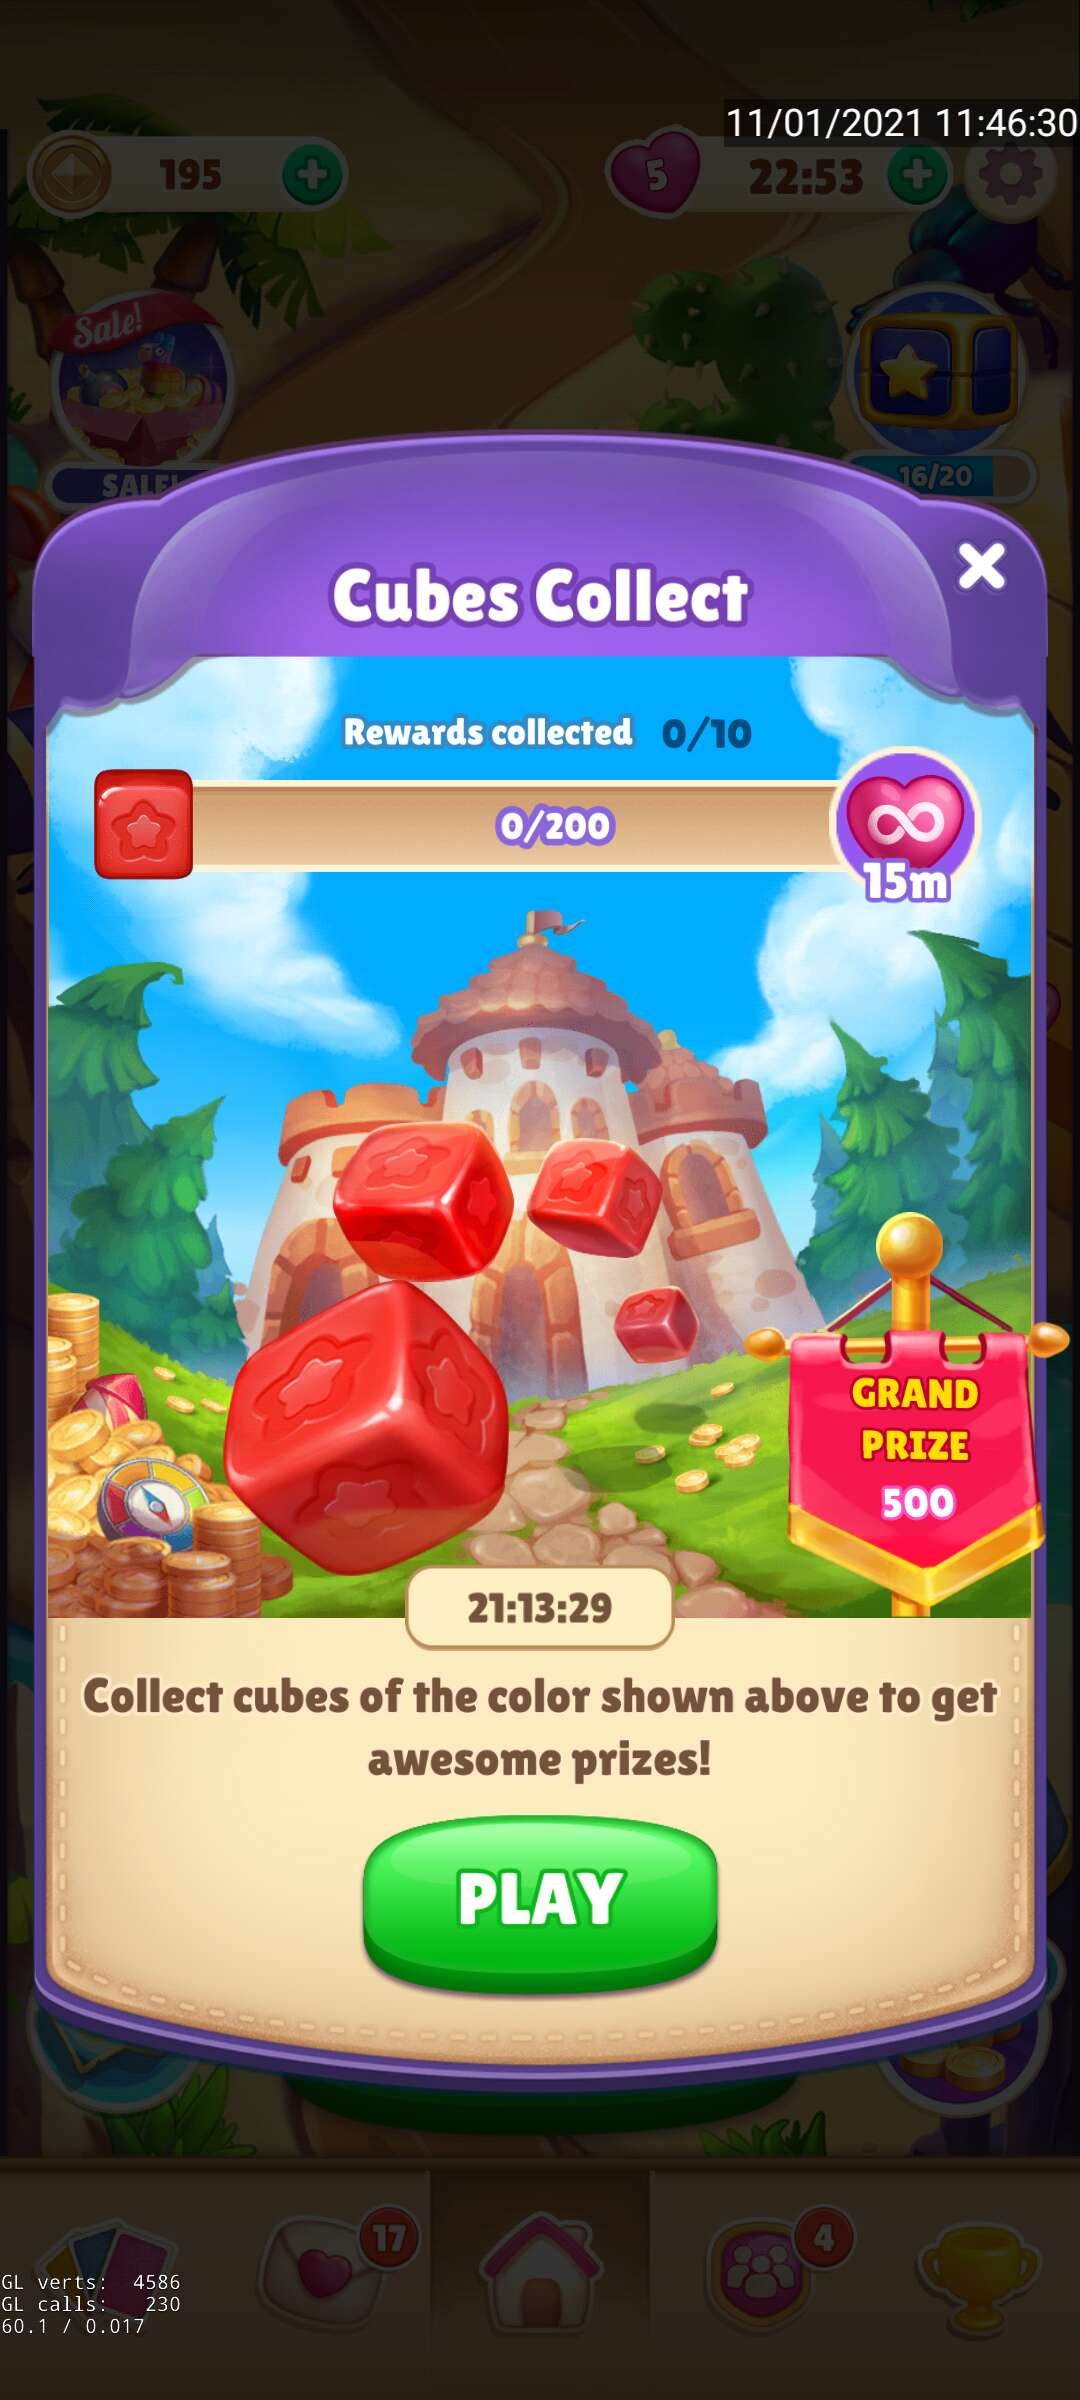 11/01/2021 11:46:30
195
5
22:53
Sale!
SALE!
16/20
Cubes Collect
Rewards collected 0/10
0/200
15m
GRAND
PRIZE
500
21:13:29
Collect cubes of the color shown above to get
awesome prizes!
PLAY
17
4
GL verts: 4586
GL calls: 230
60.1 / 0.017